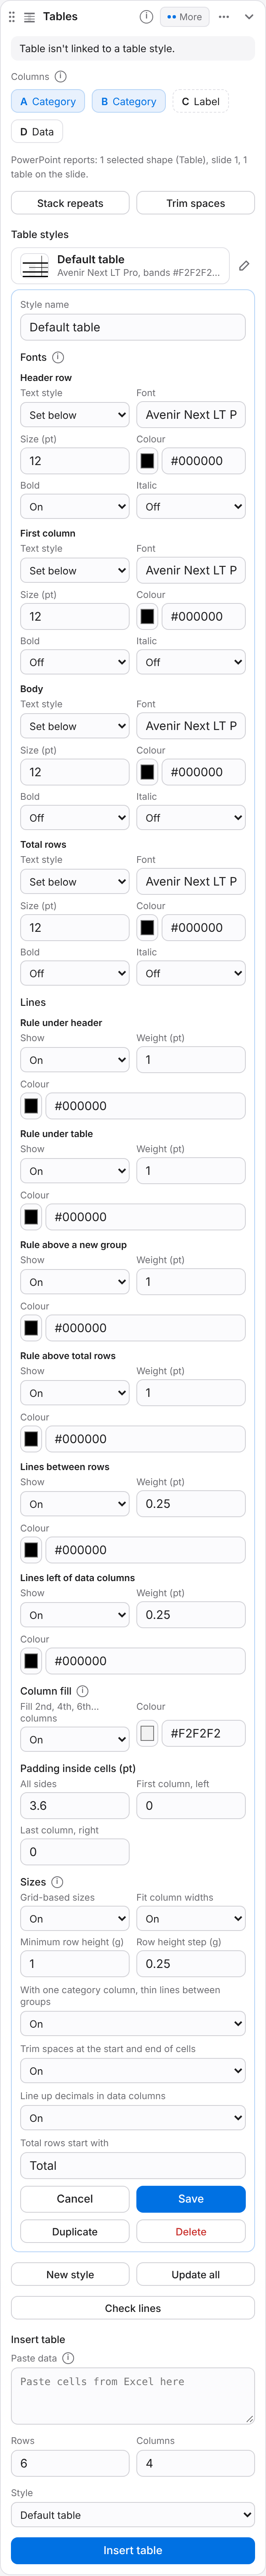 Tables
More
Table isn't linked to a table style.
Columns
A Category
B Category
C Label
D Data
PowerPoint reports: 1 selected shape (Table), slide 1, 1
table on the slide.
Stack repeats
Trim spaces
Table styles
Default table
Avenir Next LT Pro, bands #F2F2F2...
Style name
Default table
Fonts
Header row
Text style
Font
Set below
Avenir Next LT P
Size (pt)
Colour
12
#000000
Bold
Italic
On
Off
First column
Text style
Font
Set below
Avenir Next LT P
Size (pt)
Colour
12
#000000
Bold
Italic
Off
Off
Body
Text style
Font
Set below
Avenir Next LT P
Size (pt)
Colour
12
#000000
Bold
Italic
Off
Off
Total rows
Text style
Font
Set below
Avenir Next LT P
Size (pt)
Colour
12
#000000
Bold
Italic
Off
Off
Lines
Rule under header
Show
Weight (pt)
On
1
Colour
#000000
Rule under table
Show
Weight (pt)
On
1
Colour
#000000
Rule above a new group
Show
Weight (pt)
On
1
Colour
#000000
Rule above total rows
Show
Weight (pt)
On
1
Colour
#000000
Lines between rows
Show
Weight (pt)
On
0.25
Colour
#000000
Lines left of data columns
Show
Weight (pt)
On
0.25
Colour
#000000
Column fill
Fill 2nd, 4th, 6th...
columns
Colour
On
#F2F2F2
Padding inside cells (pt)
All sides
First column, left
3.6
0
Last column, right
0
Sizes
Grid-based sizes
Fit column widths
On
On
Minimum row height (g)
Row height step (g)
1
0.25
With one category column, thin lines between
groups
On
Trim spaces at the start and end of cells
On
Line up decimals in data columns
On
Total rows start with
Total
Cancel
Save
Duplicate
Delete
New style
Update all
Check lines
Insert table
Paste data
Paste cells from Excel here
Rows
Columns
6
4
Style
Default table
Insert table